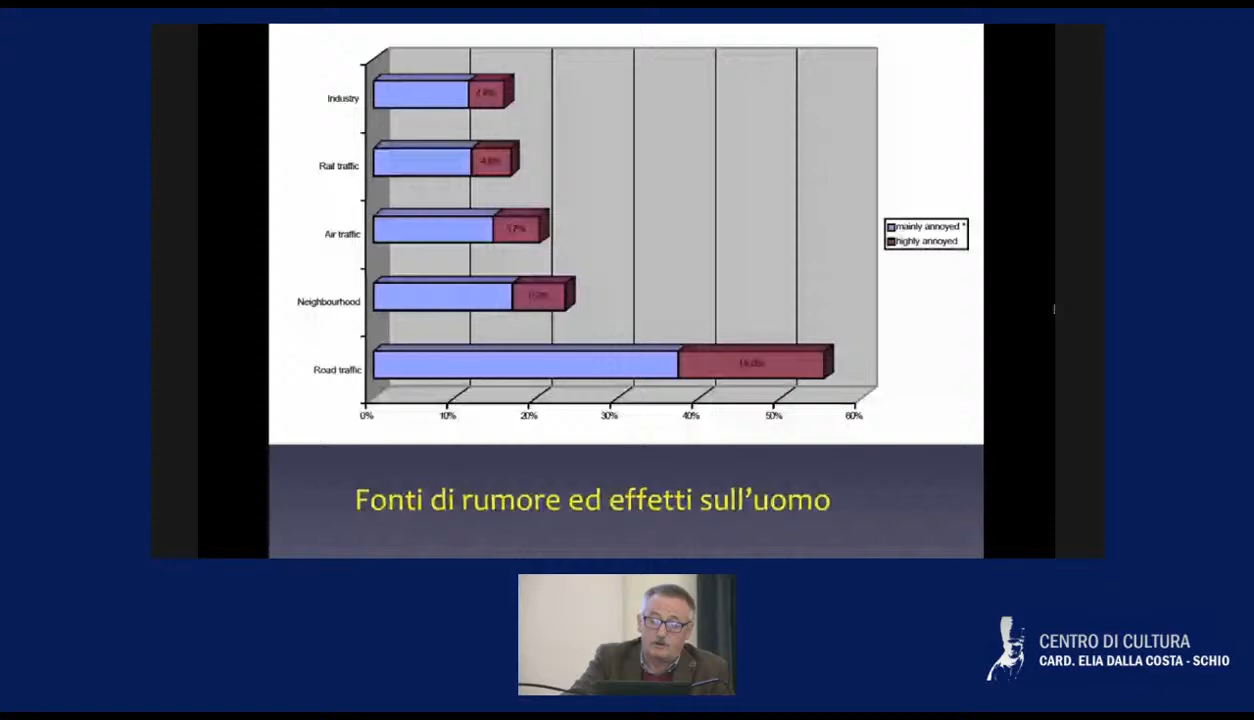 Industry
Rail traffic
Air traffic
Neighbourhood
Road traffic
0% 10% 20% 30% 40% 50% 60%
mainly annoyed *
highly annoyed
Fonti di rumore ed effetti sull'uomo
CENTRO DI CULTURA
CARD. ELIA DALLA COSTA - SCHIO